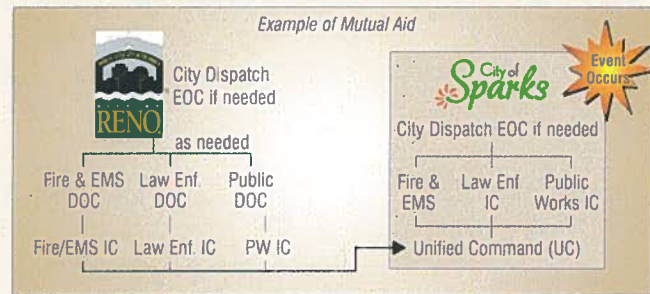 Example of Mutual Aid
RENO
City Dispatch
EOC if needed
as needed
Fire & EMS
DOC
Law Enf.
DOC
Public
DOC
Fire/EMS IC
Law Enf. IC
PW IC
City of
Sparks
Event
Occurs
City Dispatch EOC if needed
Fire &
EMS
Law Enf
IC
Public
Works IC
Unified Command (UC)